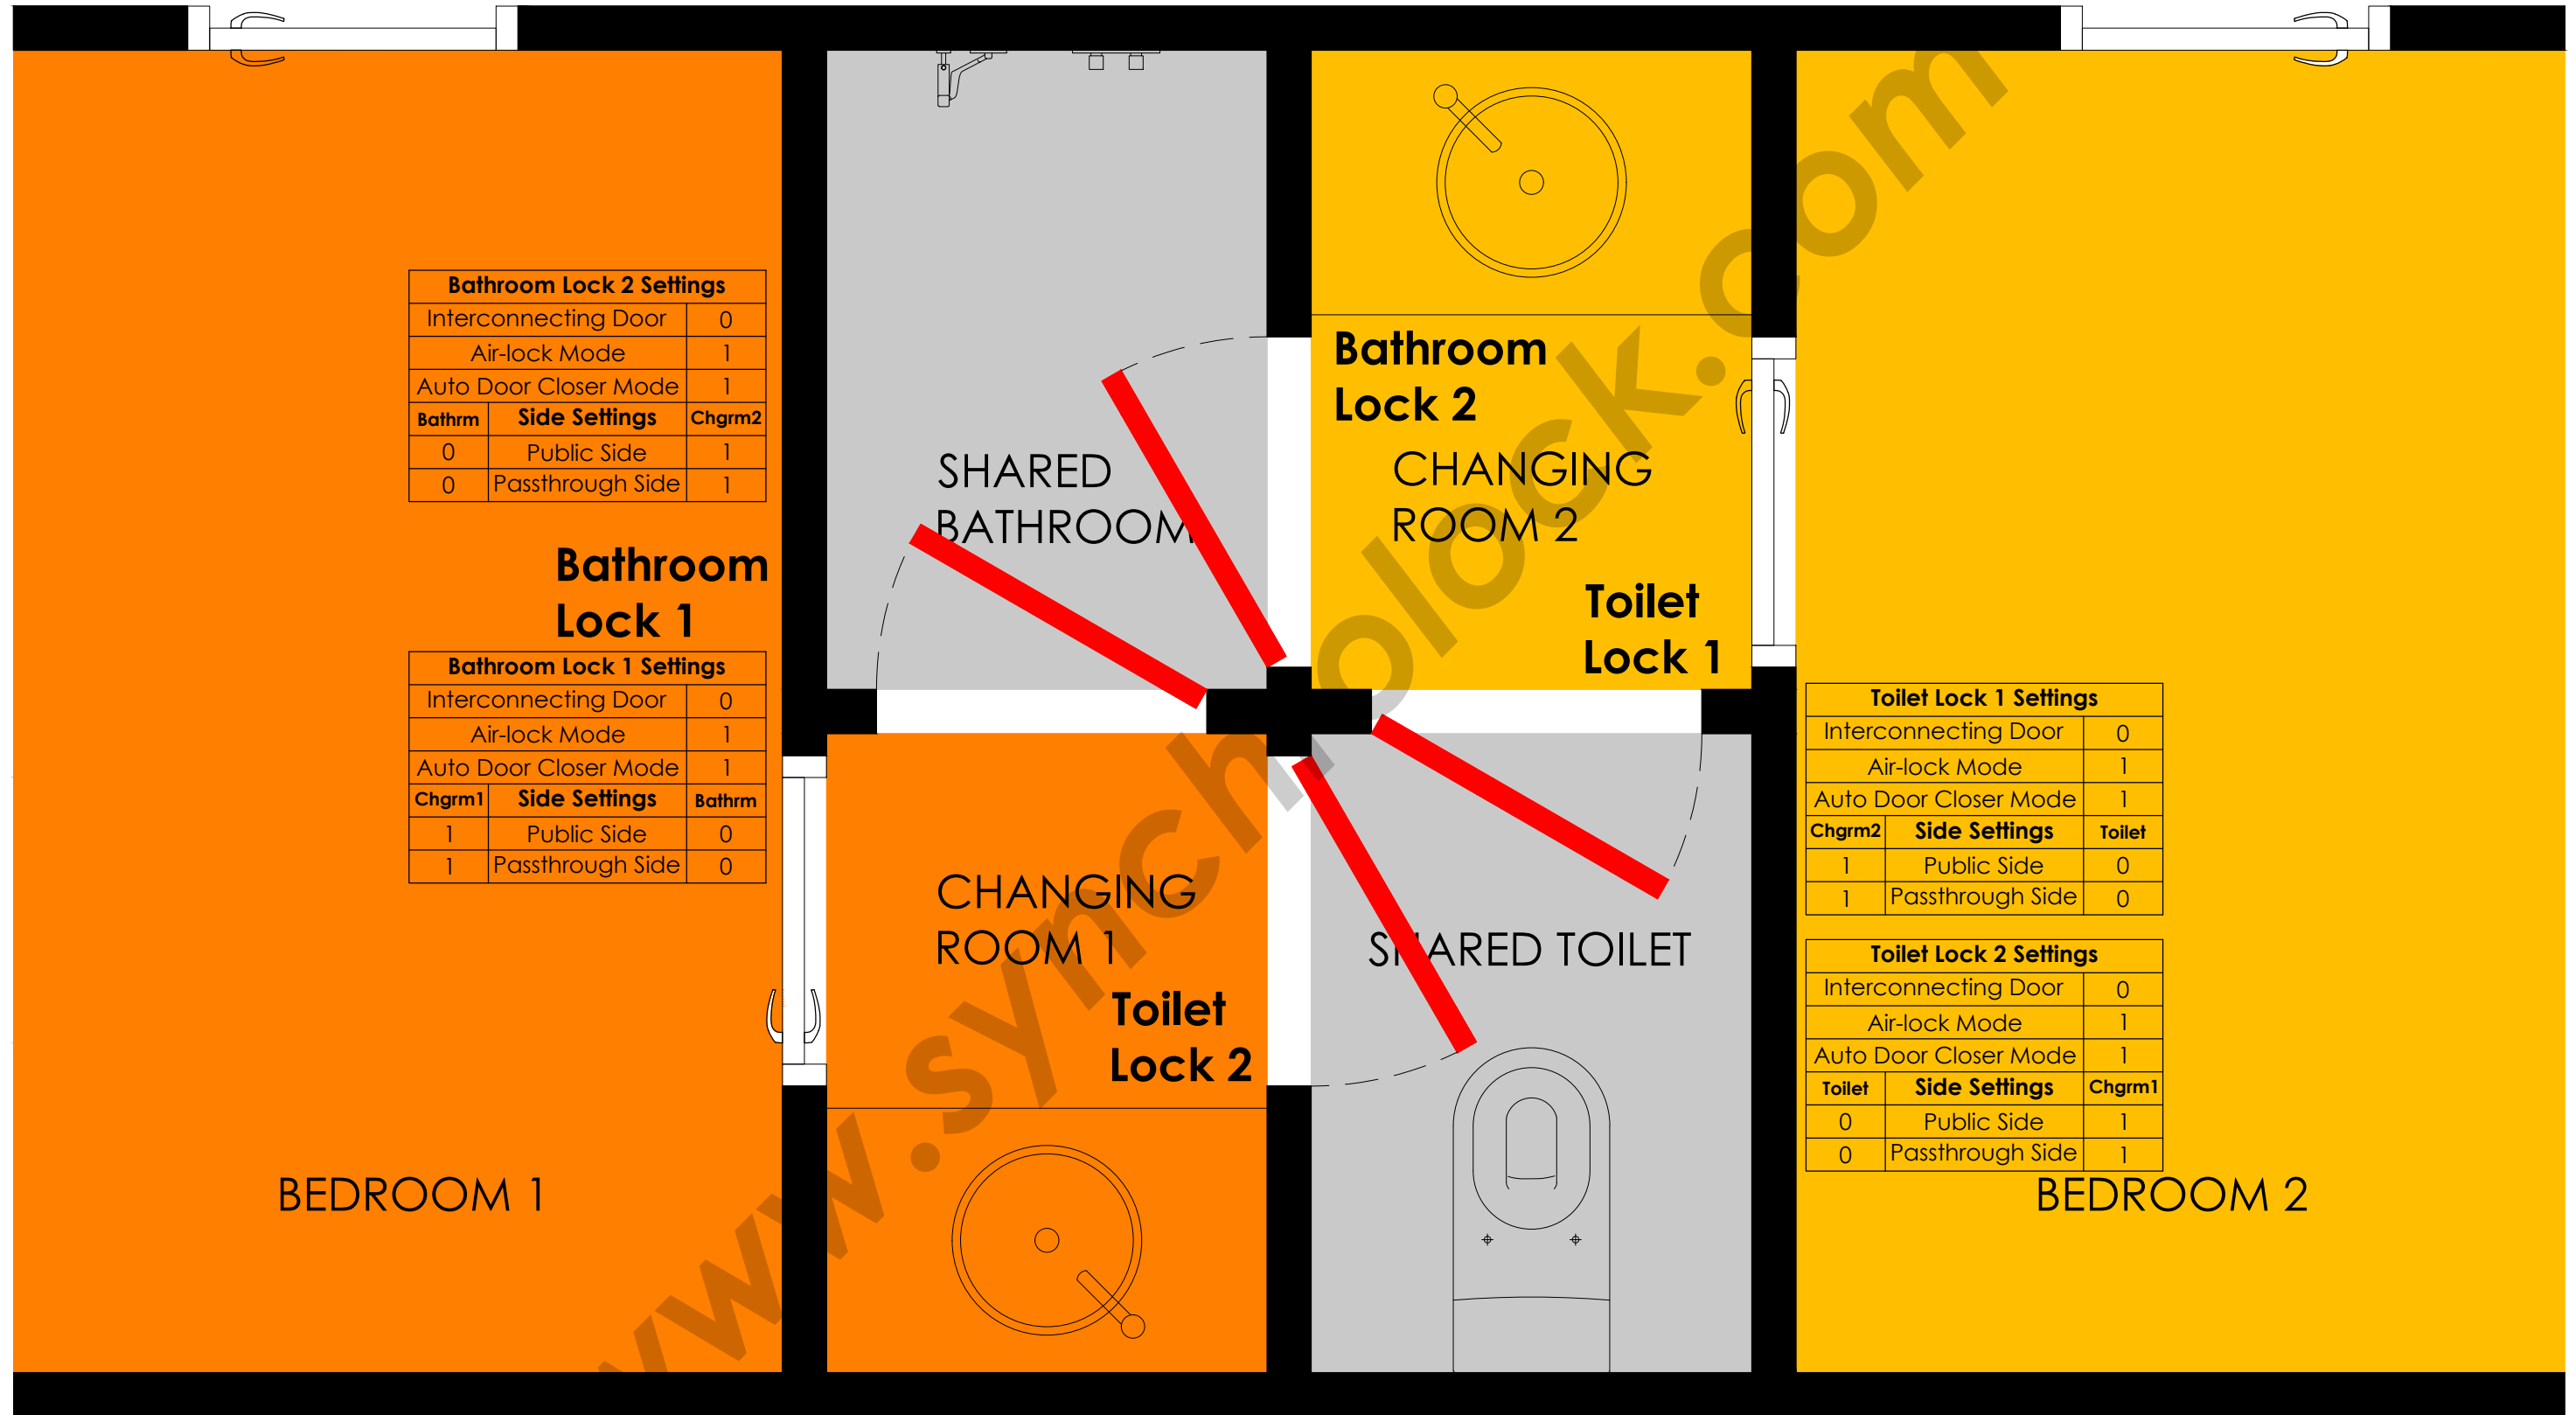 Bathroom Lock 2 Settings
Interconnecting Door 0
Air-lock Mode 1
Auto Door Closer Mode 1
Bathrm Side Settings Chgrm2
0 Public Side 1
0 Passthrough Side 1
Bathroom
Lock 1
Bathroom Lock 1 Settings
Interconnecting Door 0
Air-lock Mode 1
Auto Door Closer Mode 1
Chgrm1 Side Settings Bathrm
1 Public Side 0
1 Passthrough Side 0
BEDROOM 1
SHARED
BATHROOM
Bathroom
Lock 2
CHANGING
ROOM 2
Toilet
Lock 1
CHANGING
ROOM 1
Toilet
Lock 2
SHARED TOILET
Toilet Lock 1 Settings
Interconnecting Door 0
Air-lock Mode 1
Auto Door Closer Mode 1
Chgrm2 Side Settings Toilet
1 Public Side 0
1 Passthrough Side 0
Toilet Lock 2 Settings
Interconnecting Door 0
Air-lock Mode 1
Auto Door Closer Mode 1
Toilet Side Settings Chgrm1
0 Public Side 1
0 Passthrough Side 1
BEDROOM 2
www.synchrolock.com